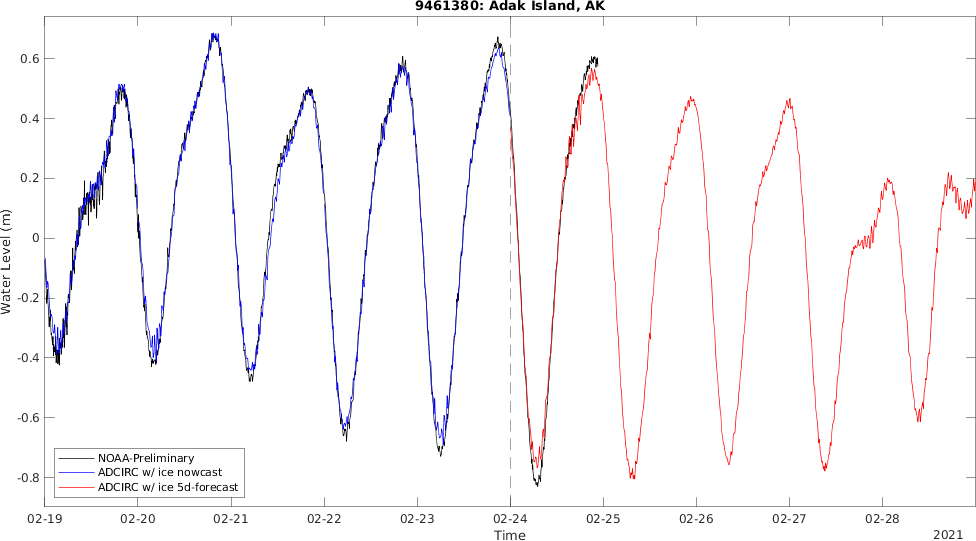 9461380: Adak Island, AK
Water Level (m)
0.6
0.4
0.2
0
-0.2
-0.4
-0.6
-0.8
NOAA-Preliminary
ADCIRC w/ ice nowcast
ADCIRC w/ ice 5d-forecast
02-19 02-20 02-21 02-22 02-23 02-24 02-25 02-26 02-27 02-28
Time
2021